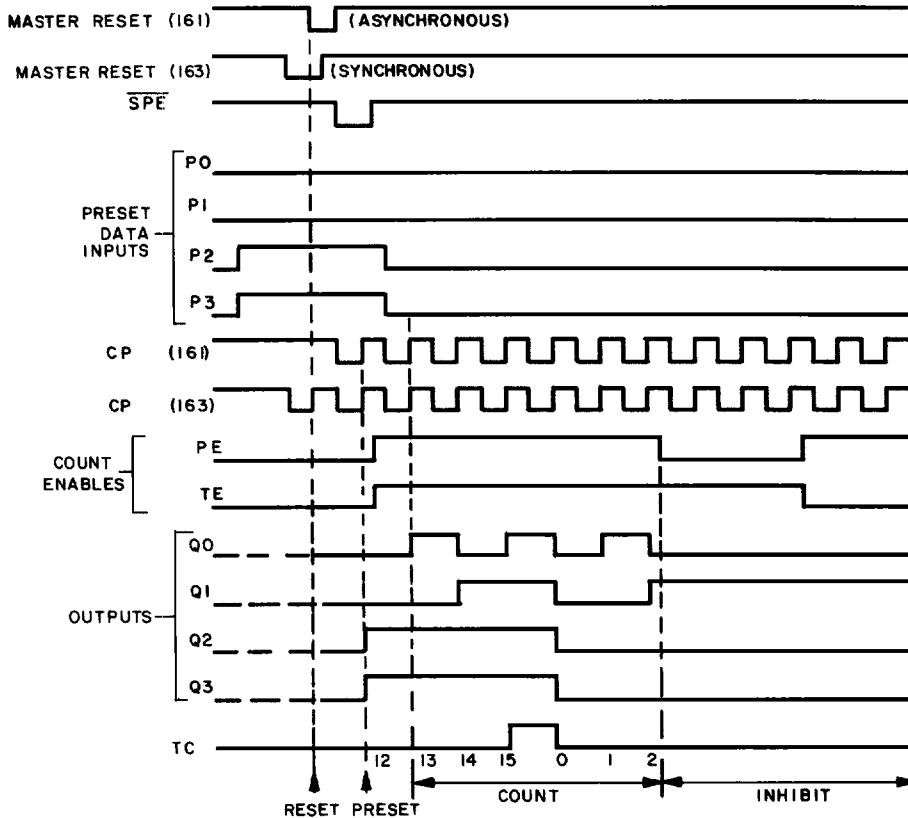 MASTER RESET (161) (ASYNCHRONOUS)
MASTER RESET (163) (SYNCHRONOUS)
SPE
PRESET
DATA
INPUTS
P0
P1
P2
P3
CP (161)
CP (163)
COUNT
ENABLES
PE
TE
OUTPUTS
Q0
Q1
Q2
Q3
TC
12 13 14 15 0 1 2
RESET PRESET COUNT INHIBIT